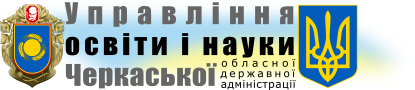 Управління
освіти і науки
Черкаської
обласної
державної
адміністрації